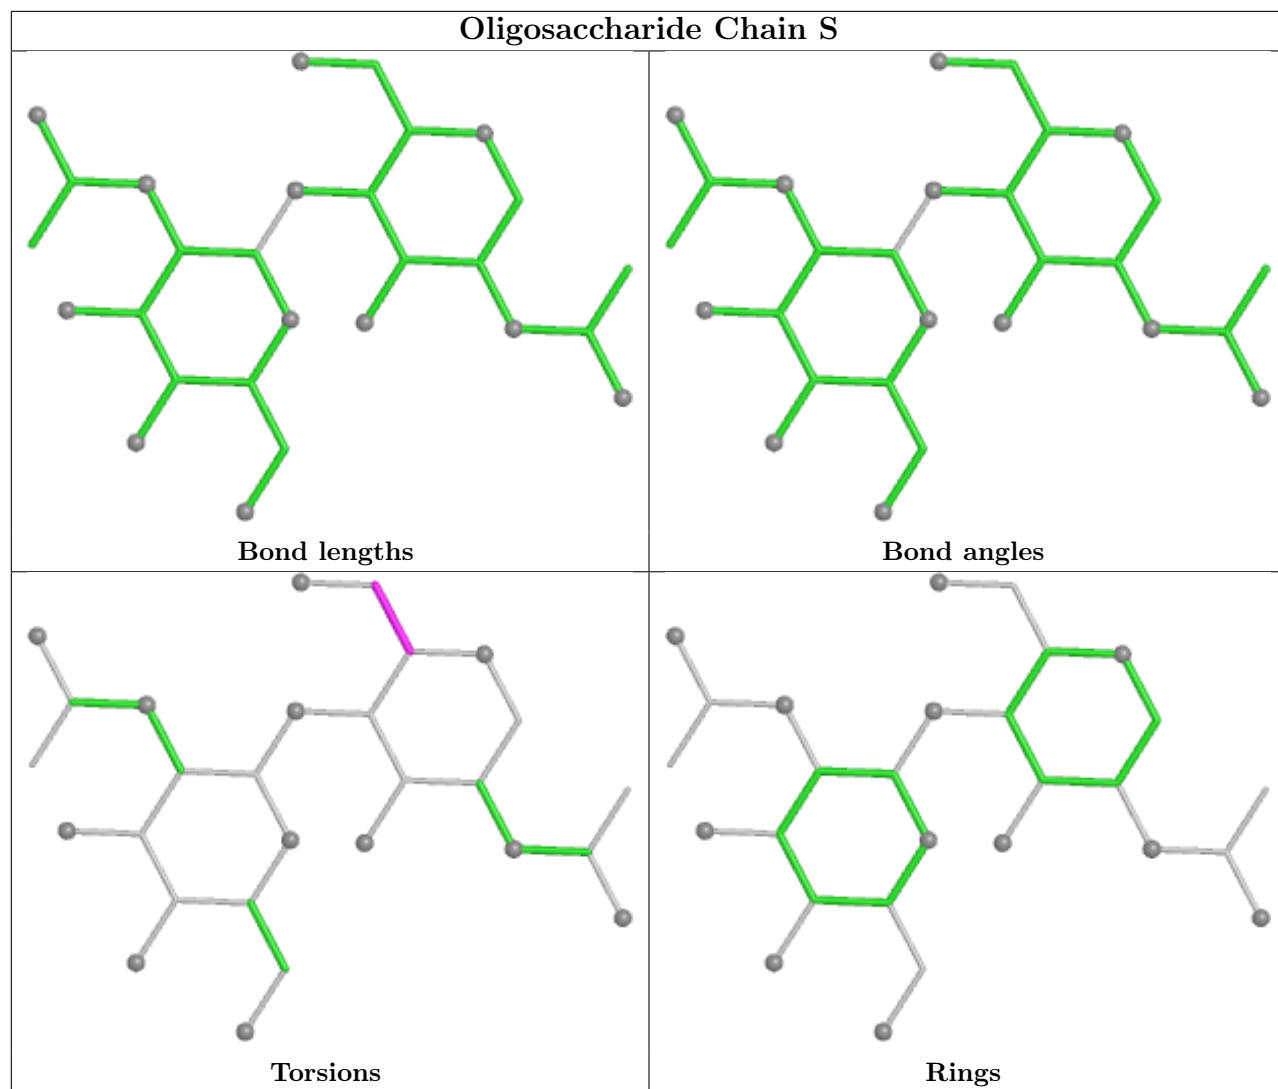 Oligosaccharide Chain S
Bond lengths
Bond angles
Torsions
Rings